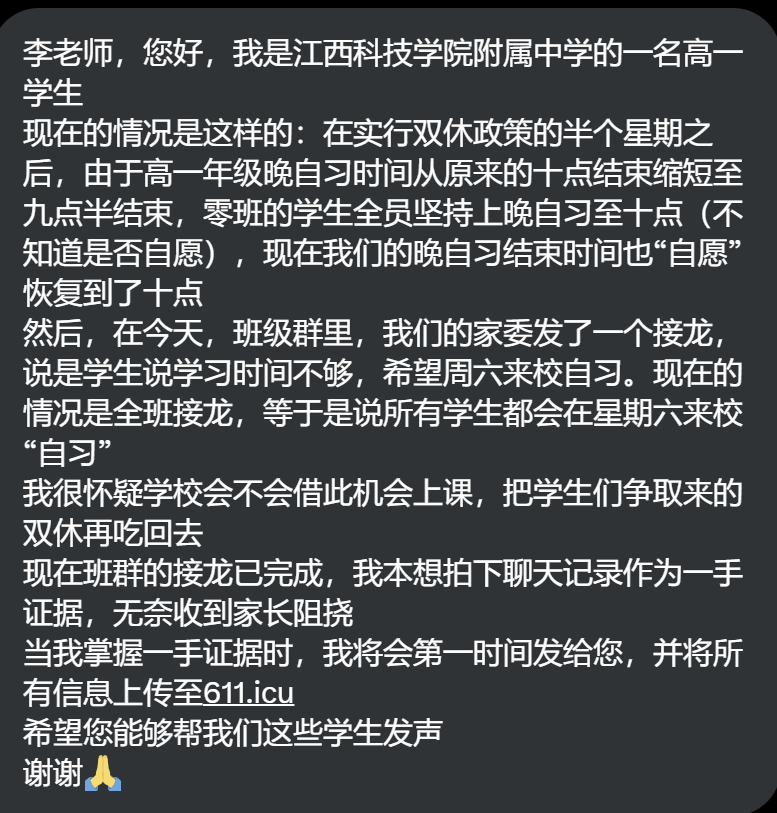 李老师，您好，我是江西科技学院附属中学的一名高一
学生
现在的情况是这样的：在实行双休政策的半个星期之
后，由于高一年级晚自习时间从原来的十点结束缩短至
九点半结束，零班的学生全员坚持上晚自习至十点（不
知道是否自愿），现在我们的晚自习结束时间也“自愿”
恢复到了十点
然后，在今天，班级群里，我们的家委发了一个接龙，
说是学生说学习时间不够，希望周六来校自习。现在的
情况是全班接龙，等于是说所有学生都会在星期六来校
“自习”
我很怀疑学校会不会借此机会上课，把学生们争取来的
双休再吃回去
现在班群的接龙已完成，我本想拍下聊天记录作为一手
证据，无奈收到家长阻挠
当我掌握一手证据时，我将会第一时间发给您，并将所
有信息上传至611.icu
希望您能够帮我们这些学生发声
谢谢🙏